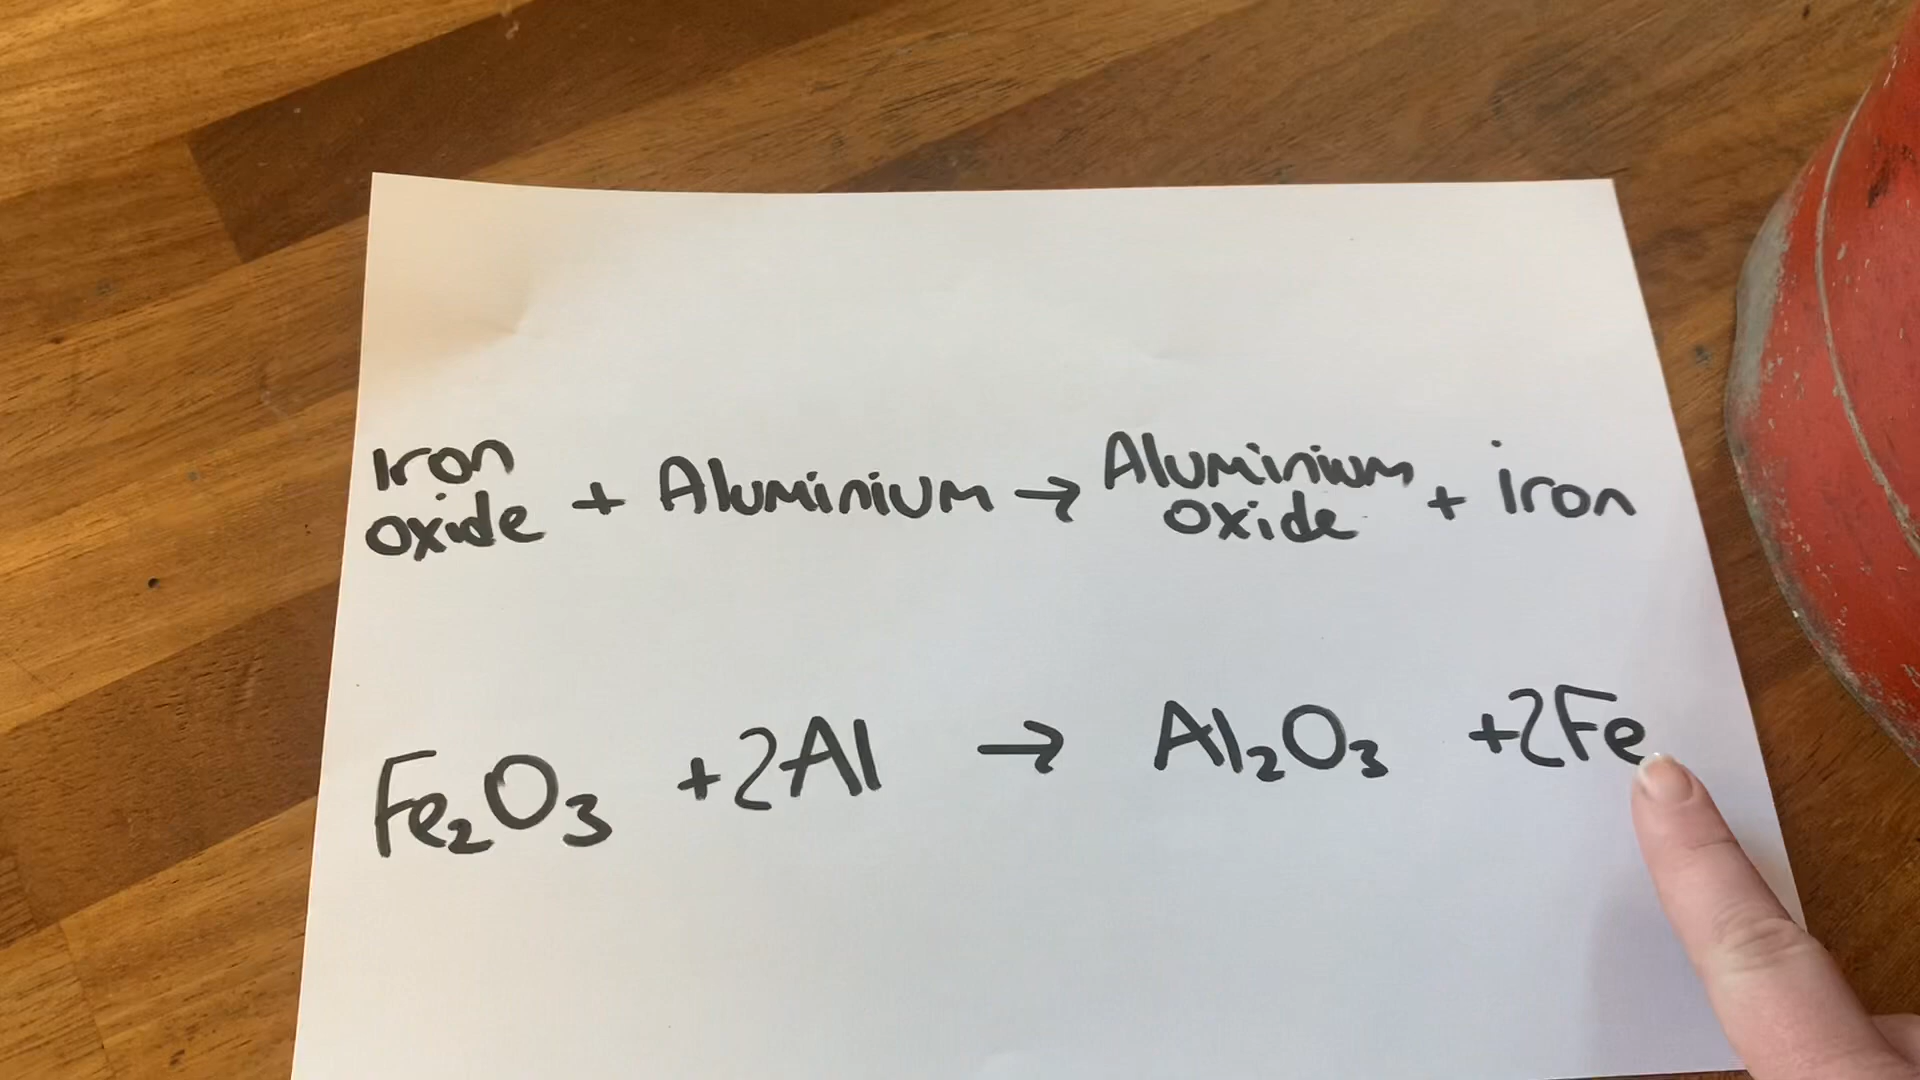 Iron oxide + Aluminium → Aluminium oxide + Iron
Fe₂O₃ +2Al → Al₂O₃ +2Fe